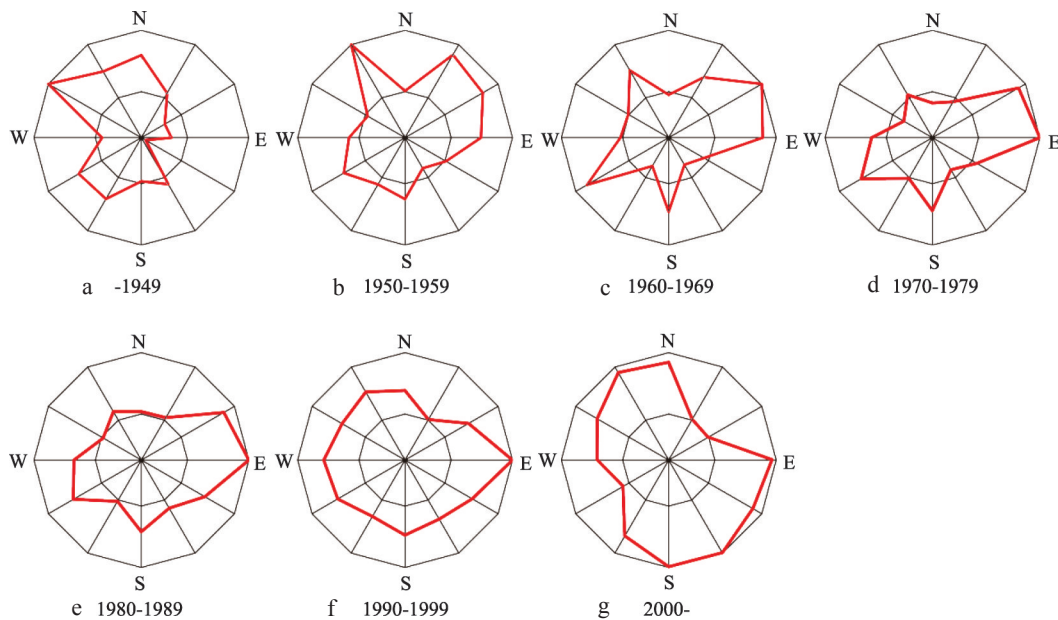 N N N N
W E W E W E W E
S S S S
a -1949 b 1950-1959 c 1960-1969 d 1970-1979
N N N
W E W E W E
S S S
e 1980-1989 f 1990-1999 g 2000-